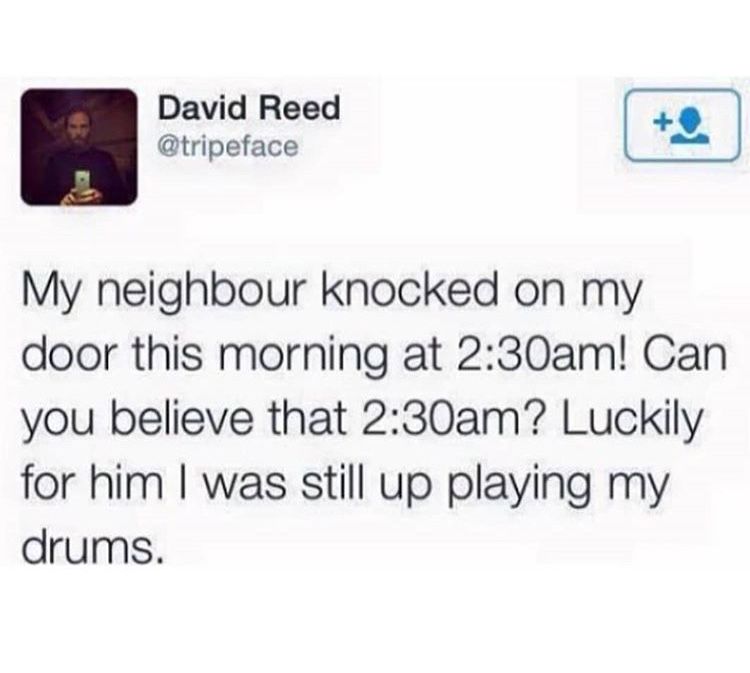 David Reed
@tripeface
My neighbour knocked on my
door this morning at 2:30am! Can
you believe that 2:30am? Luckily
for him I was still up playing my
drums.